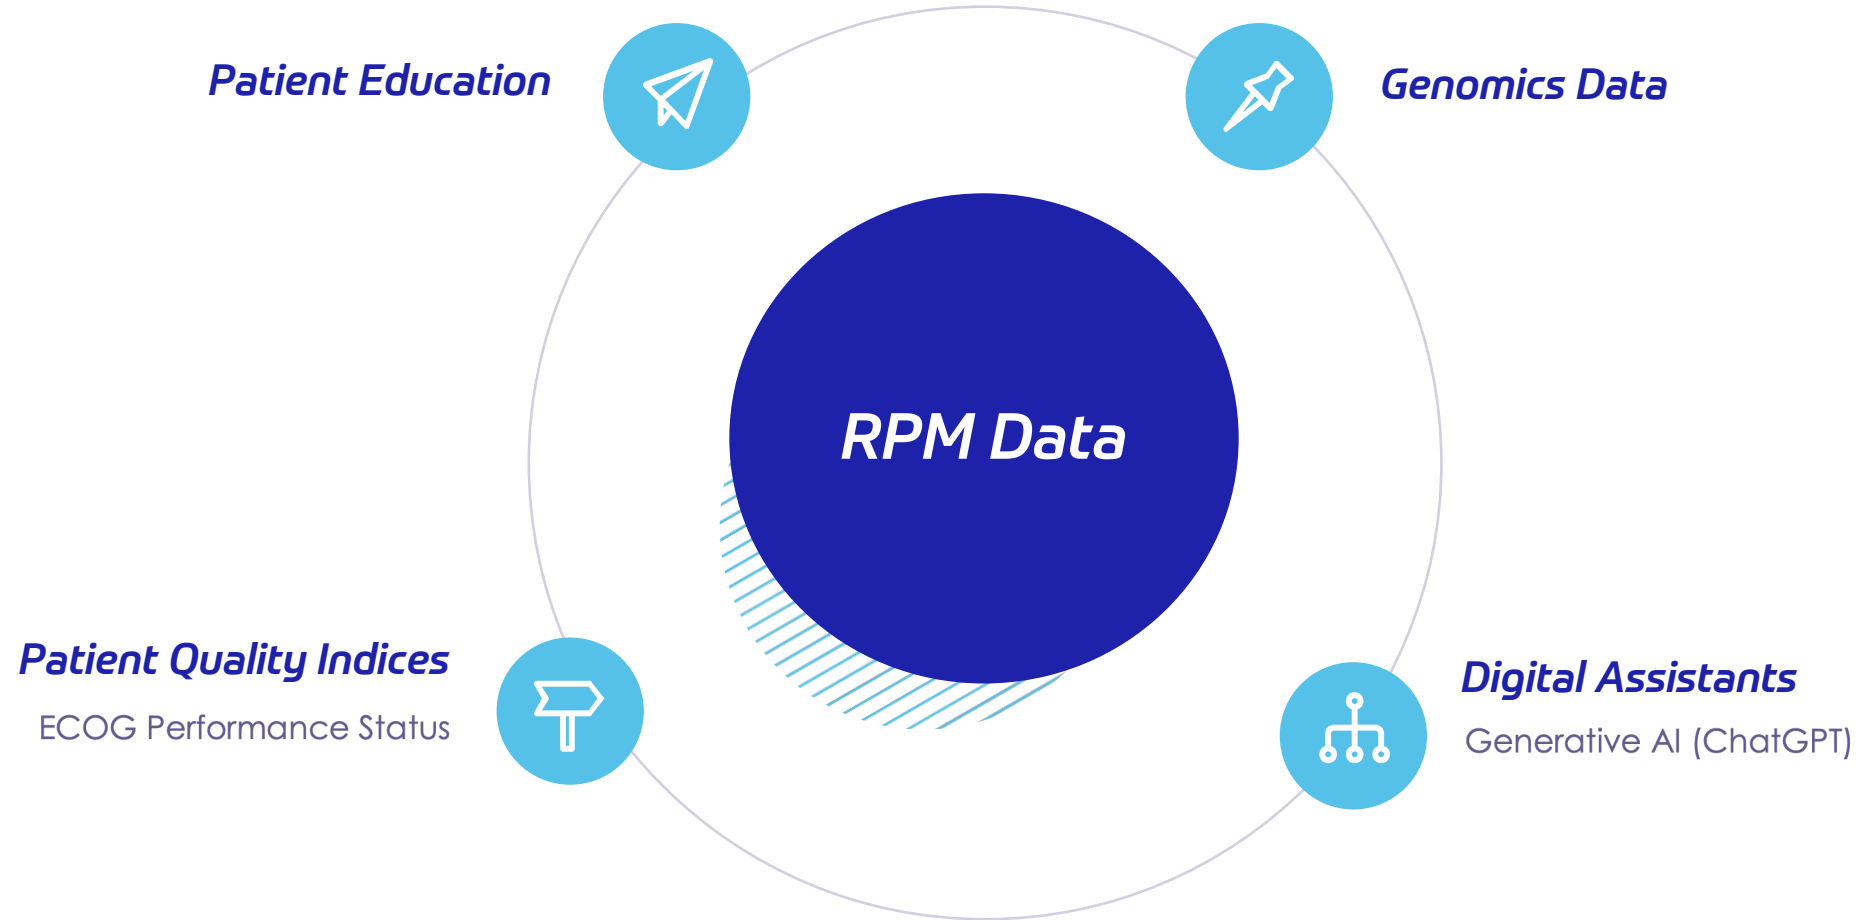 Patient Education
Genomics Data
RPM Data
Patient Quality Indices
ECOG Performance Status
Digital Assistants
Generative AI (ChatGPT)